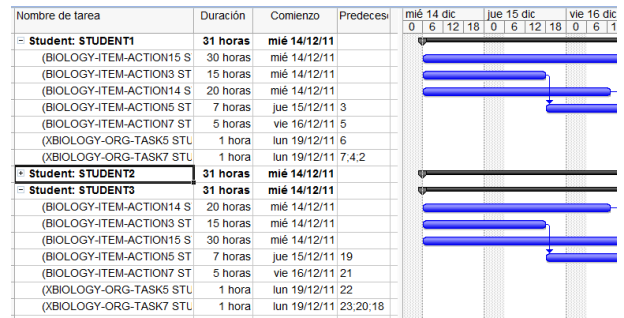 Nombre de tarea Duración Comienzo Predeceso mié 14 dic jue 15 dic vie 16 dic
0 6 12 18 0 6 12 18 0 6 1
Student: STUDENT1 31 horas mié 14/12/11
(BIOLOGY-ITEM-ACTION15 S 30 horas mié 14/12/11
(BIOLOGY-ITEM-ACTION3 ST 15 horas mié 14/12/11
(BIOLOGY-ITEM-ACTION14 S 20 horas mié 14/12/11
(BIOLOGY-ITEM-ACTION5 ST 7 horas jue 15/12/11 3
(BIOLOGY-ITEM-ACTION7 ST 5 horas vie 16/12/11 5
(XBIOLOGY-ORG-TASK5 STU 1 hora lun 19/12/11 6
(XBIOLOGY-ORG-TASK7 STU 1 hora lun 19/12/11 7;4;2
Student: STUDENT2 31 horas mié 14/12/11
Student: STUDENT3 31 horas mié 14/12/11
(BIOLOGY-ITEM-ACTION14 S 20 horas mié 14/12/11
(BIOLOGY-ITEM-ACTION3 ST 15 horas mié 14/12/11
(BIOLOGY-ITEM-ACTION15 S 30 horas mié 14/12/11
(BIOLOGY-ITEM-ACTION5 ST 7 horas jue 15/12/11 19
(BIOLOGY-ITEM-ACTION7 ST 5 horas vie 16/12/11 21
(XBIOLOGY-ORG-TASK5 STU 1 hora lun 19/12/11 22
(XBIOLOGY-ORG-TASK7 STU 1 hora lun 19/12/11 23;20;18